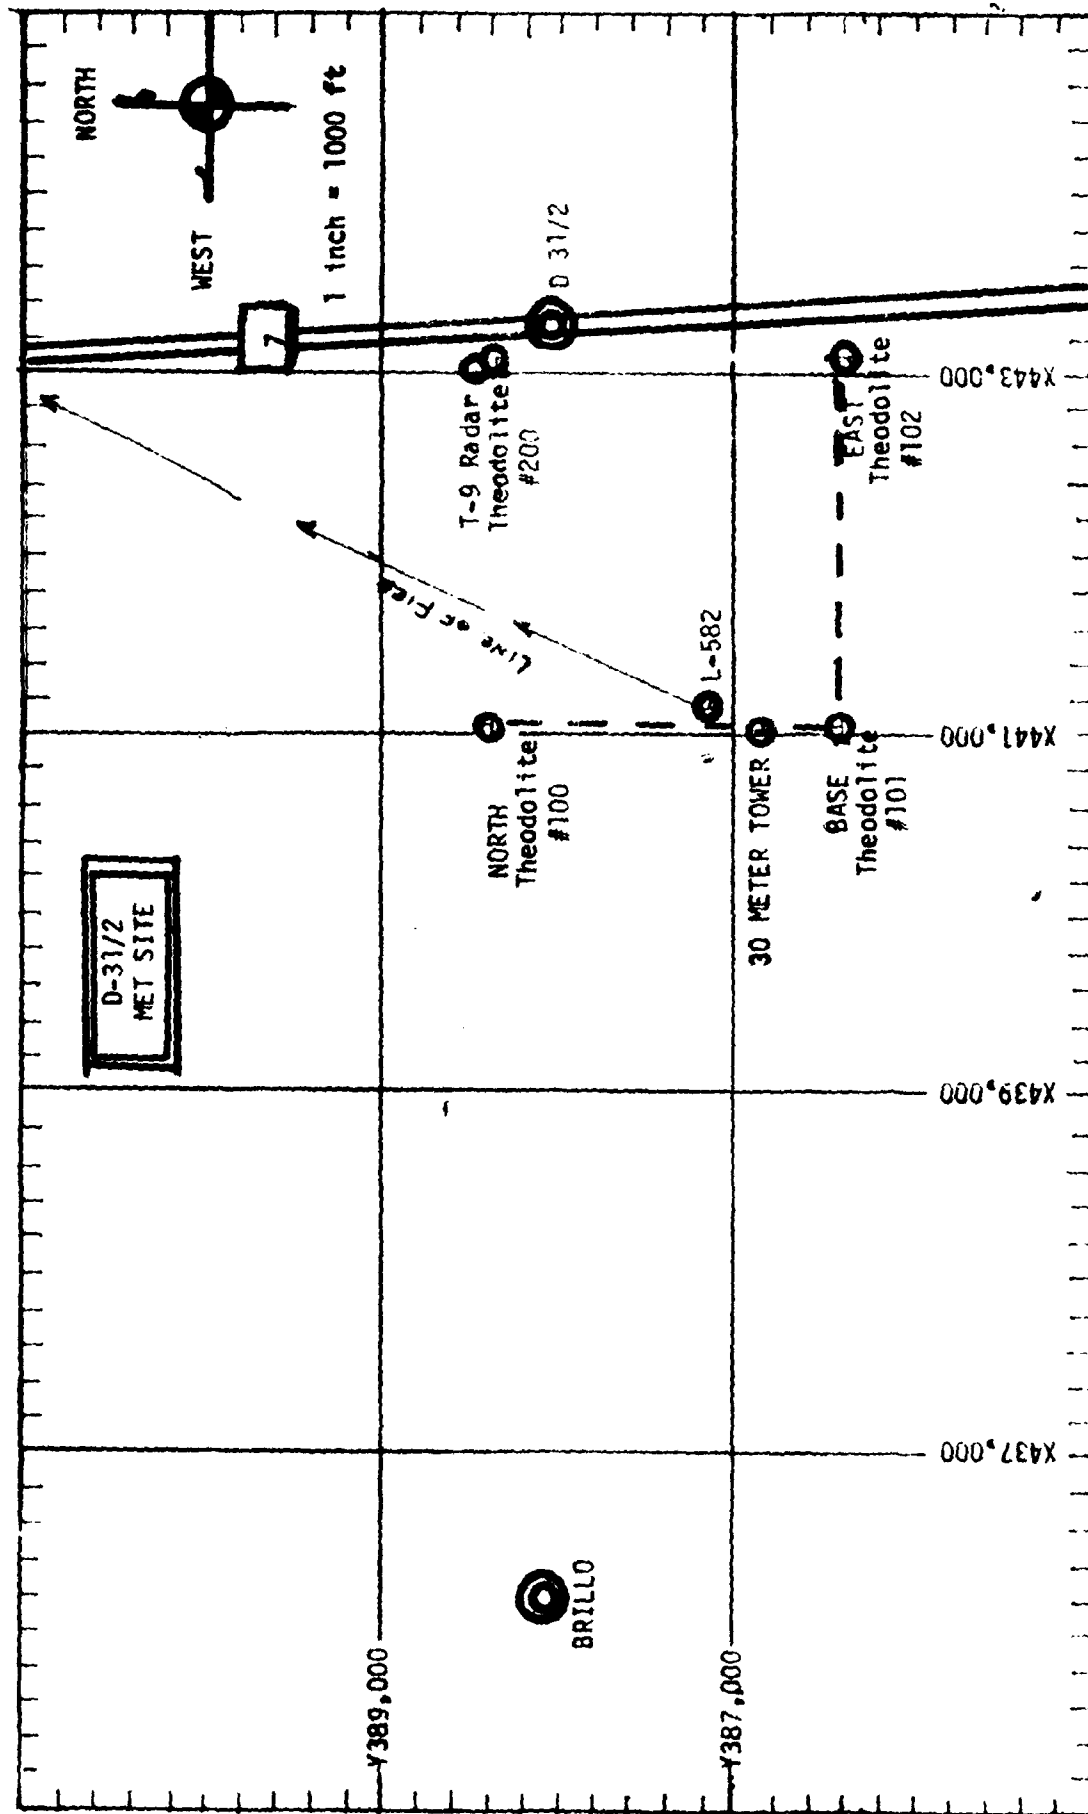 NORTH
WEST
1 inch = 1000 ft
7
D-31/2
MET SITE
Line of Fire
T-9 Radar
Theodolite
#200
D 31/2
NORTH
Theodolite
#100
L-582
30 METER TOWER
BASE
Theodolite
#101
EAST
Theodolite
#102
BRILLO
Y389,000
Y387,000
X437,000
X439,000
X441,000
X443,000